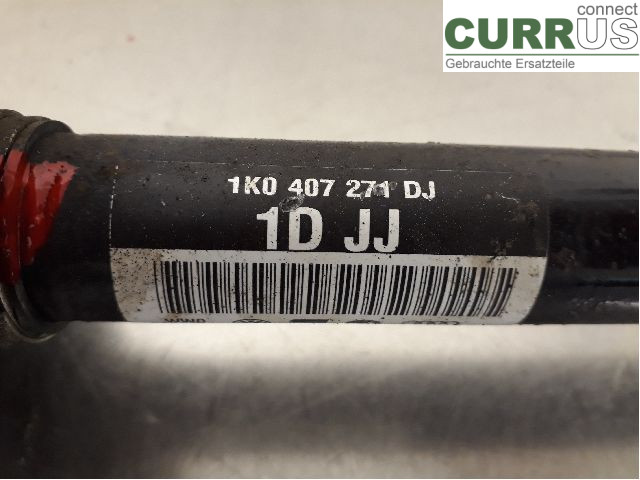 connect
CURRUS
Gebrauchte Ersatzteile
1K0 407 271 DJ
1D JJ